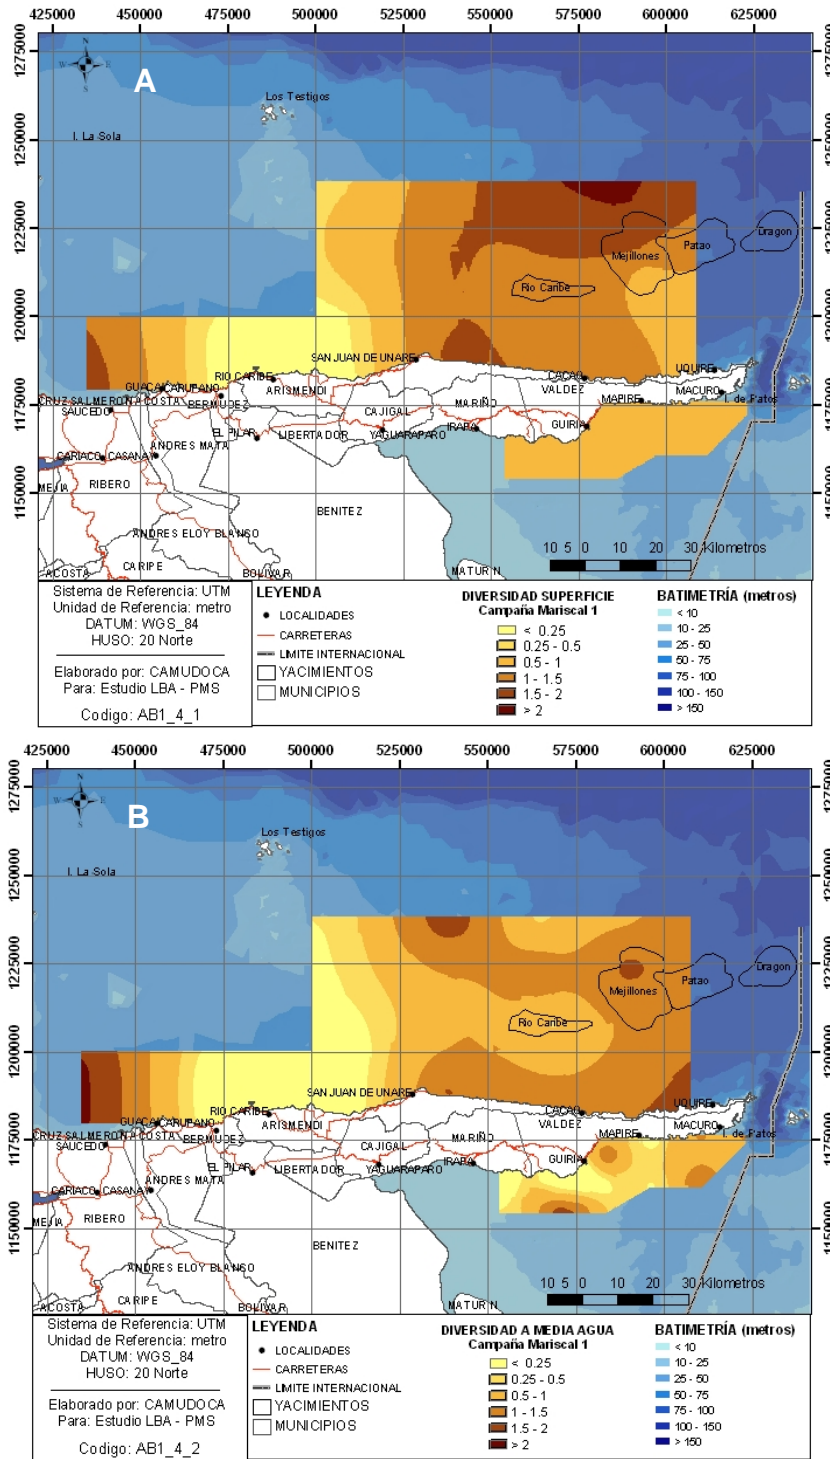 425000 450000 475000 500000 525000 550000 575000 600000 625000
1275000
A
N
W E
S
Los Testigos
I. La Sola
1250000
1225000
Dragon
Patao
Mejillones
Rio Caribe
1200000
SAN JUAN DE UNARE
RIO CARIBE
CACAO
UQUIRE
GUACA
CARUPANO
ARISMENDI
VALDEZ
MACURO
CRUZ SALMERON ACOSTA
BERMUDEZ
MARIÑO
MAPIRE
I. de Patos
1175000
SAUCEDO
CAJIGAL
EL PILAR
LIBERTADOR
YAGUARAPARO
IRAPA
GUIRIA
ANDRES MATA
CARIACO
CASANAY
MEJIA
RIBERO
1150000
BENITEZ
ANDRES ELOY BLANCO
ACOSTA
CARIPE
BOLIVAR
MATURIN
10 5 0 10 20 30 Kilometros
Sistema de Referencia: UTM
Unidad de Referencia: metro
DATUM: WGS_84
HUSO: 20 Norte
Elaborado por: CAMUDOCA
Para: Estudio LBA - PMS
Codigo: AB1_4_1
LEYENDA
LOCALIDADES
CARRETERAS
LIMITE INTERNACIONAL
YACIMIENTOS
MUNICIPIOS
DIVERSIDAD SUPERFICIE
Campaña Mariscal 1
< 0.25
0.25 - 0.5
0.5 - 1
1 - 1.5
1.5 - 2
> 2
BATIMETRÍA (metros)
< 10
10 - 25
25 - 50
50 - 75
75 - 100
100 - 150
> 150
425000 450000 475000 500000 525000 550000 575000 600000 625000
1275000
B
N
W E
S
Los Testigos
I. La Sola
1250000
1225000
Dragon
Patao
Mejillones
Rio Caribe
1200000
SAN JUAN DE UNARE
RIO CARIBE
CACAO
UQUIRE
GUACA
CARUPANO
ARISMENDI
VALDEZ
MACURO
CRUZ SALMERON ACOSTA
BERMUDEZ
MARIÑO
MAPIRE
I. de Patos
1175000
SAUCEDO
CAJIGAL
EL PILAR
LIBERTADOR
YAGUARAPARO
IRAPA
GUIRIA
ANDRES MATA
CARIACO
CASANAY
MEJIA
RIBERO
1150000
BENITEZ
ANDRES ELOY BLANCO
ACOSTA
CARIPE
BOLIVAR
MATURIN
10 5 0 10 20 30 Kilometros
Sistema de Referencia: UTM
Unidad de Referencia: metro
DATUM: WGS_84
HUSO: 20 Norte
Elaborado por: CAMUDOCA
Para: Estudio LBA - PMS
Codigo: AB1_4_2
LEYENDA
LOCALIDADES
CARRETERAS
LIMITE INTERNACIONAL
YACIMIENTOS
MUNICIPIOS
DIVERSIDAD A MEDIA AGUA
Campaña Mariscal 1
< 0.25
0.25 - 0.5
0.5 - 1
1 - 1.5
1.5 - 2
> 2
BATIMETRÍA (metros)
< 10
10 - 25
25 - 50
50 - 75
75 - 100
100 - 150
> 150